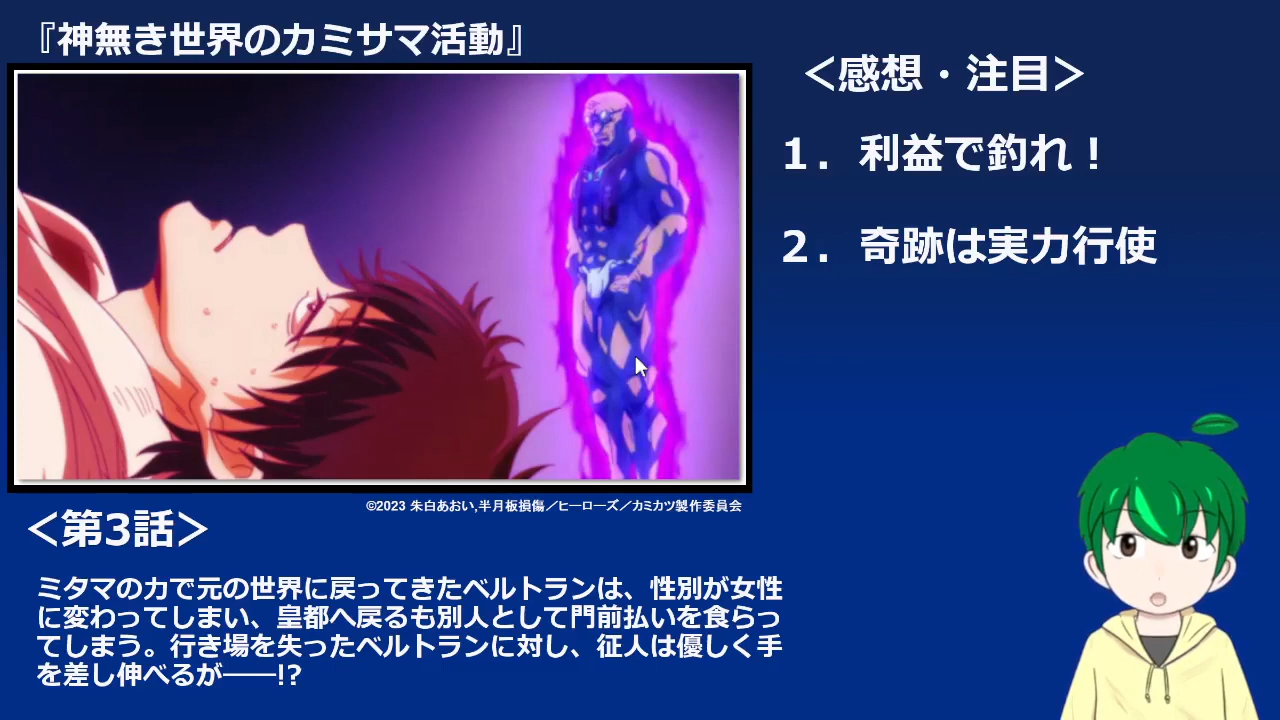 『神無き世界のカミサマ活動』
＜感想・注目＞
１．利益で釣れ！
２．奇跡は実力行使
©2023 朱白あおい,半月板損傷／ヒーローズ／カミカツ製作委員会
＜第3話＞
ミタマの力で元の世界に戻ってきたベルトランは、性別が女性
に変わってしまい、皇都へ戻るも別人として門前払いを食らっ
てしまう。行き場を失ったベルトランに対し、征人は優しく手
を差し伸べるが――!?